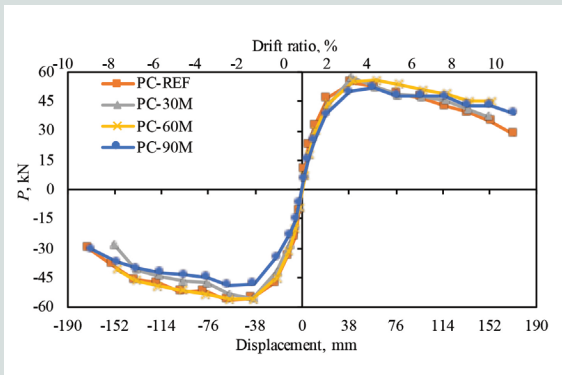 Drift ratio, %
-10 -8 -6 -4 -2 0 2 4 6 8 10
60
45
30
15
0
-15
-30
-45
-60
P, kN
PC-REF
PC-30M
PC-60M
PC-90M
-190 -152 -114 -76 -38 0 38 76 114 152 190
Displacement, mm